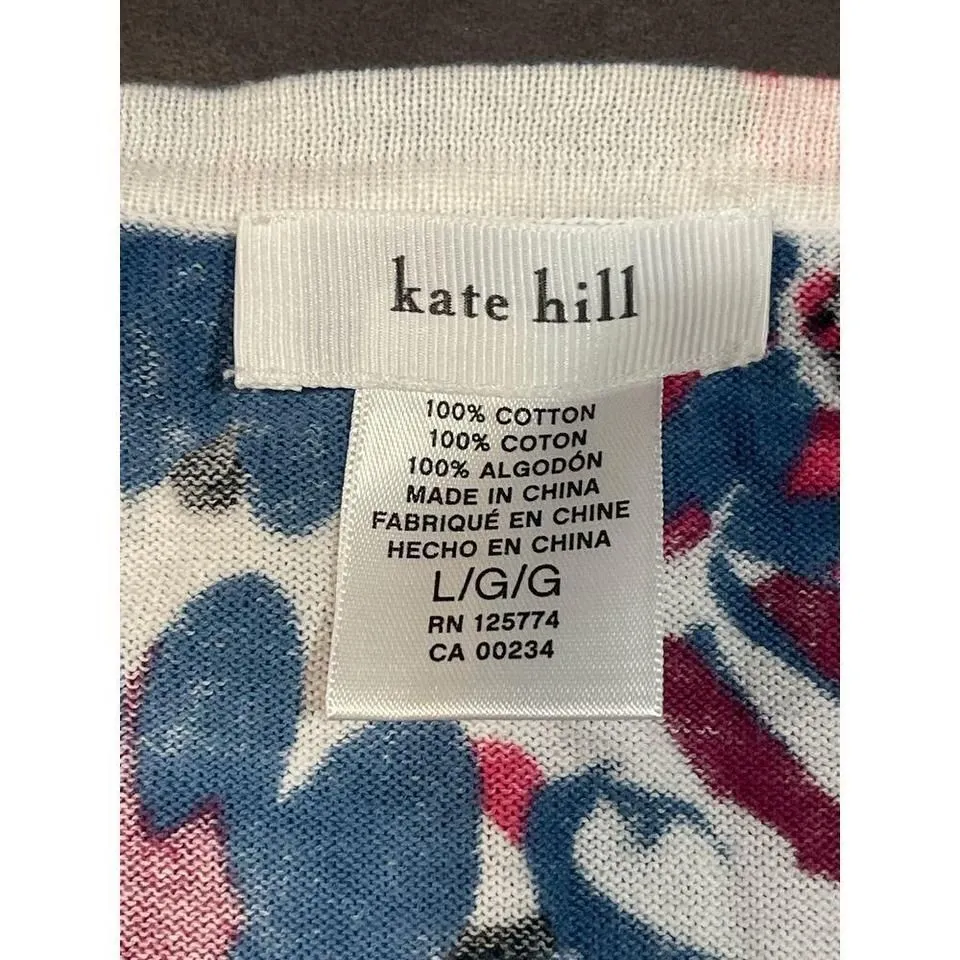 kate hill
100% COTTON
100% COTON
100% ALGODÓN
MADE IN CHINA
FABRIQUÉ EN CHINE
HECHO EN CHINA
L/G/G
RN 125774
CA 00234